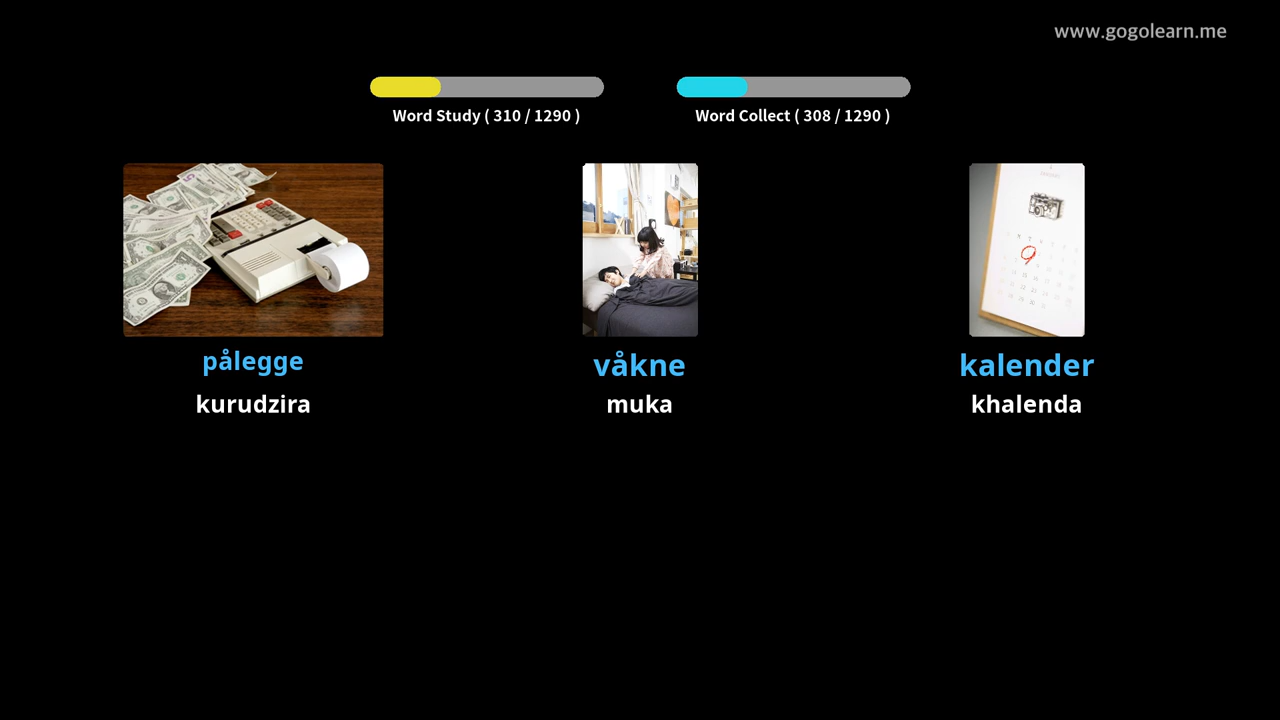 www.gogolearn.me
Word Study ( 310 / 1290 )
Word Collect ( 308 / 1290 )
pålegge
kurudzira
våkne
muka
kalender
khalenda